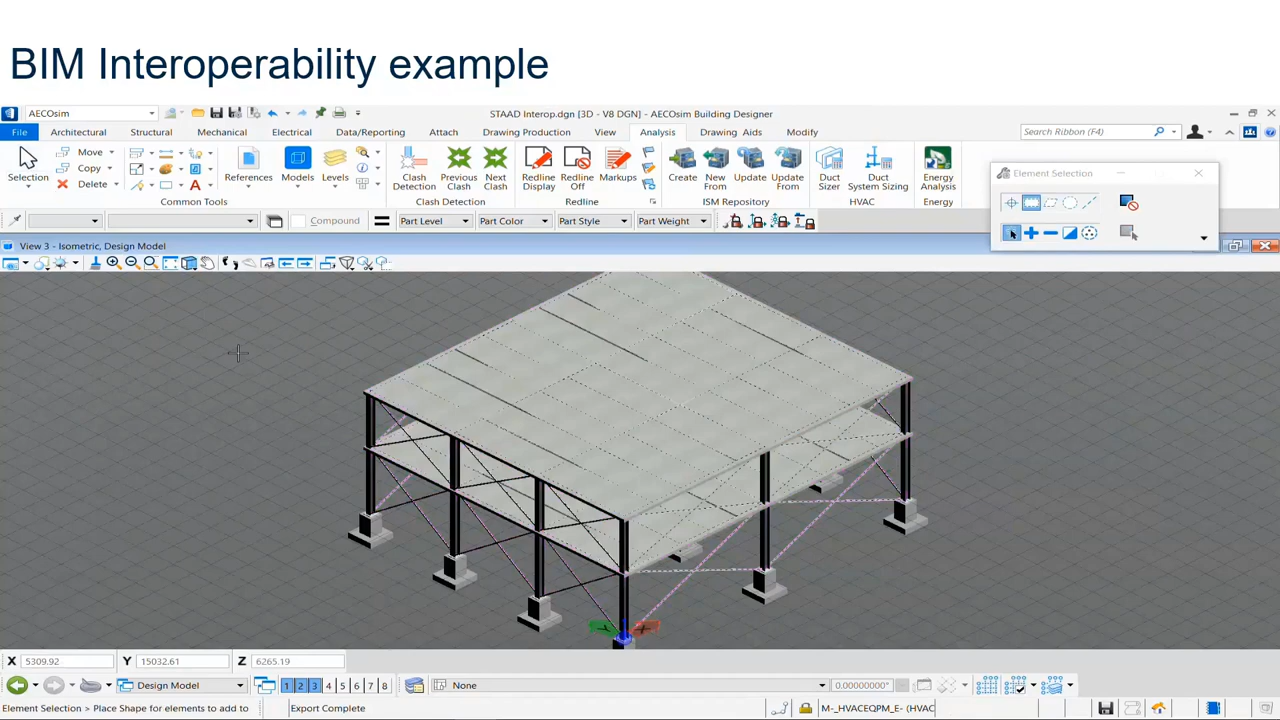 BIM Interoperability example
AECOsim
STAAD Interop.dgn [3D - V8 DGN] - AECOsim Building Designer
File Architectural Structural Mechanical Electrical Data/Reporting Attach Drawing Production View Analysis Drawing Aids Modify
Search Ribbon (F4)
Selection
Move
Copy
Delete
References
Models
Levels
Common Tools
Clash Detection
Previous Clash
Next Clash
Clash Detection
Redline Display
Redline Off
Markups
Redline
Create
New From
Update
Update From
ISM Repository
Duct Sizer
Duct System Sizing
HVAC
Energy Analysis
Energy
Element Selection
Compound
Part Level
Part Color
Part Style
Part Weight
View 3 - Isometric, Design Model
Y X
X 5309.92 Y 15032.61 Z 6265.19
Design Model 1 2 3 4 5 6 7 8 None 0.00000000°
Element Selection > Place Shape for elements to add to Export Complete M-_HVACEQPM_E- (HVAC